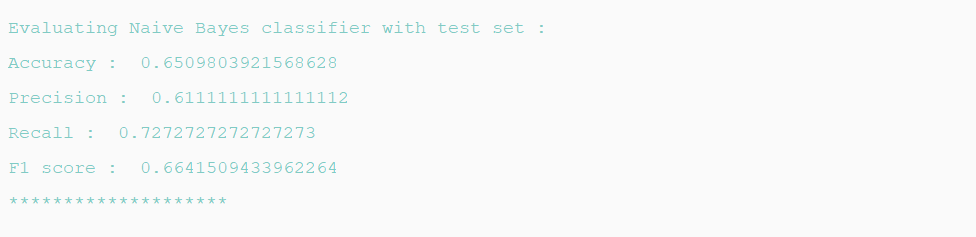 Evaluating Naive Bayes classifier with test set :
Accuracy :  0.6509803921568628
Precision :  0.6111111111111112
Recall :  0.7272727272727273
F1 score :  0.6641509433962264
********************